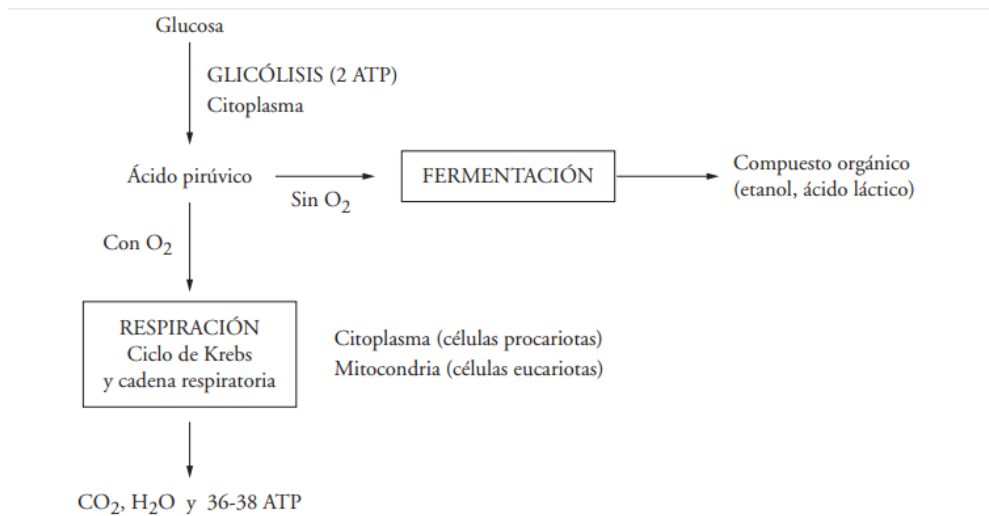 Glucosa
GLICÓLISIS (2 ATP)
Citoplasma
Ácido pirúvico
Sin O₂
FERMENTACIÓN
Compuesto orgánico
(etanol, ácido láctico)
Con O₂
RESPIRACIÓN
Ciclo de Krebs
y cadena respiratoria
Citoplasma (células procariotas)
Mitocondria (células eucariotas)
CO₂, H₂O y 36-38 ATP